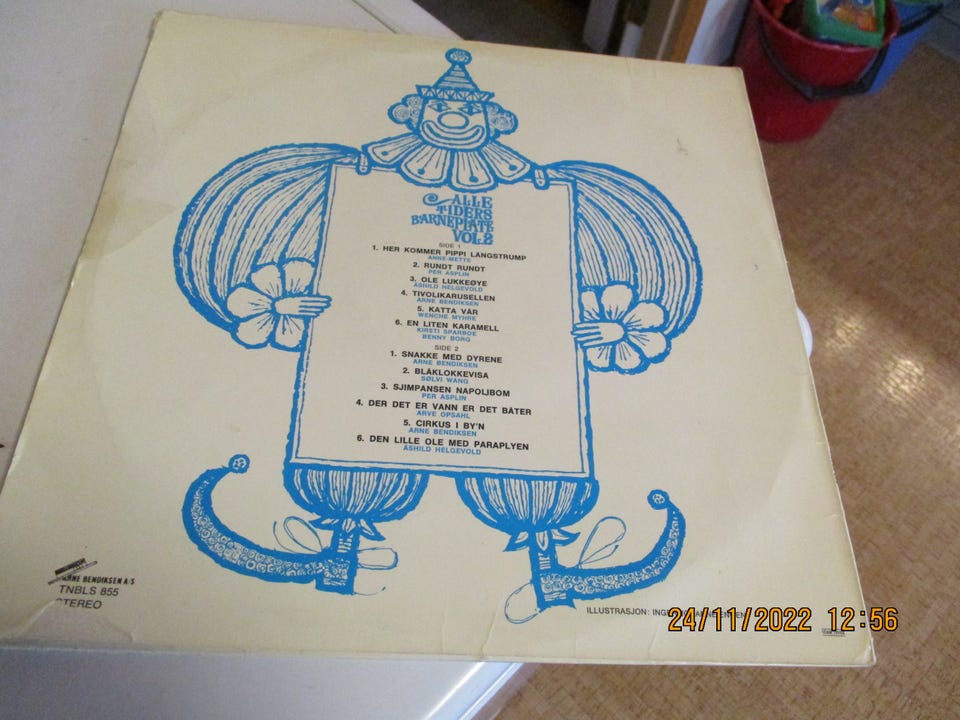 ALLE
TIDERS
BARNEPLATE
VOL.2
SIDE 1
1. HER KOMMER PIPPI LANGSTRUMP
ANNE-METTE
2. RUNDT RUNDT
PER ASPLIN
3. OLE LUKKEØYE
ÅSHILD HELGEVOLD
4. TIVOLIKARUSELLEN
ARNE BENDIKSEN
5. KATTA VÅR
WENCHE MYHRE
6. EN LITEN KARAMELL
KIRSTI SPARBOE
BENNY BORG
SIDE 2
1. SNAKKE MED DYRENE
ARNE BENDIKSEN
2. BLÅKLOKKEVISA
SØLVI WANG
3. SJIMPANSEN NAPOLJBOM
PER ASPLIN
4. DER DET ER VANN ER DET BÅTER
ARVE OPSAHL
5. CIRKUS I BY'N
ARNE BENDIKSEN
6. DEN LILLE OLE MED PARAPLYEN
ÅSHILD HELGEVOLD
ARNE BENDIKSEN A/S
TNBLS 855
STEREO
ILLUSTRASJON:
24/11/2022 12:56